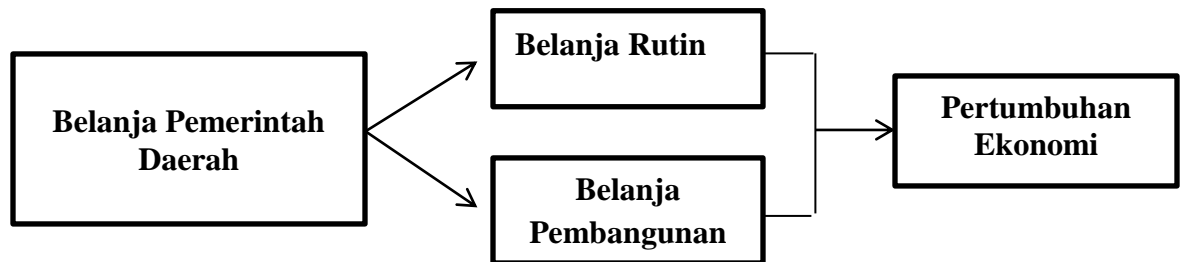 Belanja Pemerintah
Daerah
Belanja Rutin
Belanja
Pembangunan
Pertumbuhan
Ekonomi